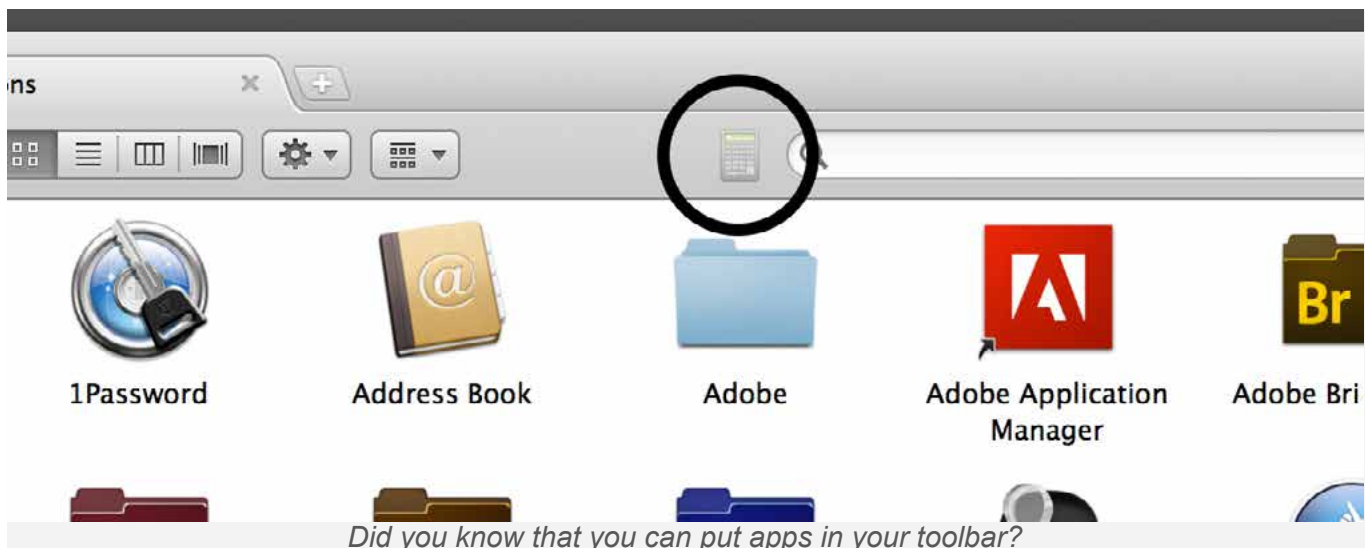 ons
1Password
Address Book
Adobe
Adobe Application
Manager
Br
Adobe Bri
Did you know that you can put apps in your toolbar?